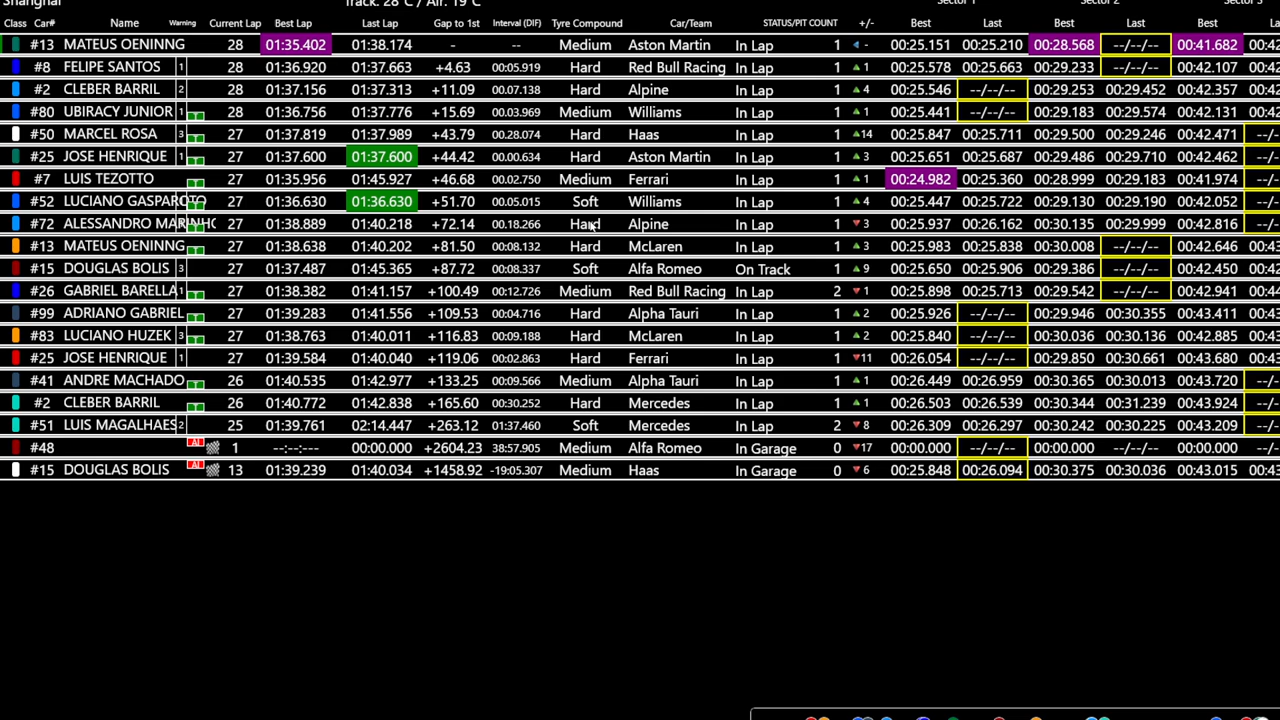 Shanghai Track: 28°C / Air: 19°C Sector 1 Sector 2 Sector 3
Class Car# Name Warning Current Lap Best Lap Last Lap Gap to 1st Interval (DIF) Tyre Compound Car/Team STATUS/PIT COUNT +/- Best Last Best Last Best Las
#13 MATEUS OENINNG 28 01:35.402 01:38.174 - -- Medium Aston Martin In Lap 1 - 00:25.151 00:25.210 00:28.568 --/--/-- 00:41.682 00:42
#8 FELIPE SANTOS 1 28 01:36.920 01:37.663 +4.63 00:05.919 Hard Red Bull Racing In Lap 1 1 00:25.578 00:25.663 00:29.233 --/--/-- 00:42.107 00:42
#2 CLEBER BARRIL 2 28 01:37.156 01:37.313 +11.09 00:07.138 Hard Alpine In Lap 1 4 00:25.546 --/--/-- 00:29.253 00:29.452 00:42.357 00:42
#80 UBIRACY JUNIOR 1 28 01:36.756 01:37.776 +15.69 00:03.969 Medium Williams In Lap 1 1 00:25.441 --/--/-- 00:29.183 00:29.574 00:42.131 00:42
#50 MARCEL ROSA 3 27 01:37.819 01:37.989 +43.79 00:28.074 Hard Haas In Lap 1 14 00:25.847 00:25.711 00:29.500 00:29.246 00:42.471 --/-
#25 JOSE HENRIQUE 1 27 01:37.600 01:37.600 +44.42 00:00.634 Hard Aston Martin In Lap 1 3 00:25.651 00:25.687 00:29.486 00:29.710 00:42.462 --/-
#7 LUIS TEZOTTO 27 01:35.956 01:45.927 +46.68 00:02.750 Medium Ferrari In Lap 1 1 00:24.982 00:25.360 00:28.999 00:29.183 00:41.974 --/-
#52 LUCIANO GASPAROTO 27 01:36.630 01:36.630 +51.70 00:05.015 Soft Williams In Lap 1 4 00:25.447 00:25.722 00:29.130 00:29.190 00:42.052 --/-
#72 ALESSANDRO MARINHO 27 01:38.889 01:40.218 +72.14 00:18.266 Hard Alpine In Lap 1 3 00:25.937 00:26.162 00:30.135 00:29.999 00:42.816 --/-
#13 MATEUS OENINNG 27 01:38.638 01:40.202 +81.50 00:08.132 Hard McLaren In Lap 1 3 00:25.983 00:25.838 00:30.008 --/--/-- 00:42.646 00:43
#15 DOUGLAS BOLIS 3 27 01:37.487 01:45.365 +87.72 00:08.337 Soft Alfa Romeo On Track 1 9 00:25.650 00:25.906 00:29.386 --/--/-- 00:42.450 00:43
#26 GABRIEL BARELLA 1 27 01:38.382 01:41.157 +100.49 00:12.726 Medium Red Bull Racing In Lap 2 1 00:25.898 00:25.713 00:29.542 --/--/-- 00:42.941 00:44
#99 ADRIANO GABRIEL 27 01:39.283 01:41.556 +109.53 00:04.716 Hard Alpha Tauri In Lap 1 2 00:25.926 --/--/-- 00:29.946 00:30.355 00:43.411 00:43
#83 LUCIANO HUZEK 3 27 01:38.763 01:40.011 +116.83 00:09.188 Hard McLaren In Lap 1 2 00:25.840 --/--/-- 00:30.036 00:30.136 00:42.885 00:43
#25 JOSE HENRIQUE 1 27 01:39.584 01:40.040 +119.06 00:02.863 Hard Ferrari In Lap 1 11 00:26.054 --/--/-- 00:29.850 00:30.661 00:43.680 00:43
#41 ANDRE MACHADO 26 01:40.535 01:42.977 +133.25 00:09.566 Medium Alpha Tauri In Lap 1 1 00:26.449 00:26.959 00:30.365 00:30.013 00:43.720 --/-
#2 CLEBER BARRIL 26 01:40.772 01:42.838 +165.60 00:30.252 Hard Mercedes In Lap 1 3 00:26.503 00:26.539 00:30.344 00:31.239 00:43.924 --/-
#51 LUIS MAGALHAES 2 25 01:39.761 02:14.447 +263.12 01:37.460 Soft Mercedes In Lap 2 8 00:26.309 00:26.297 00:30.242 00:30.225 00:43.209 --/-
#48 AI 1 --:--:--- 00:00.000 +2604.23 38:57.905 Medium Alfa Romeo In Garage 0 17 00:00.000 --/--/-- 00:00.000 00:00.000 00:00.000 --/-
#15 DOUGLAS BOLIS AI 13 01:39.239 01:40.034 +1458.92 -19:05.307 Medium Haas In Garage 0 6 00:25.848 00:26.094 00:30.375 00:30.036 00:43.015 --/-